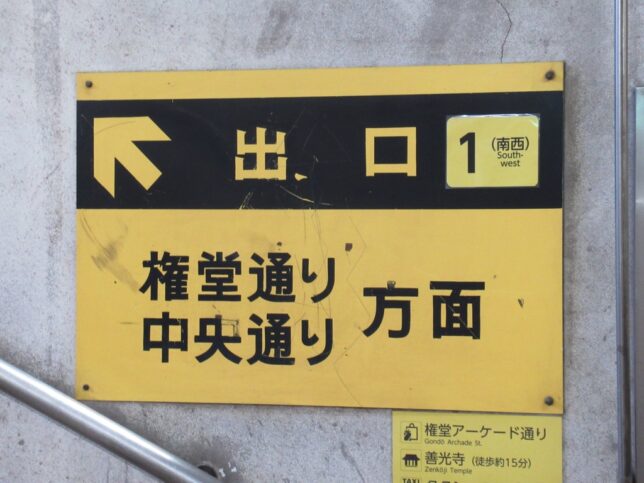 出口
1 (南西)
South-
west
権堂通り
中央通り
方面
権堂アーケード通り
Gondō Archade St.
善光寺 (徒歩約15分)
Zenkōji Temple
TAXI